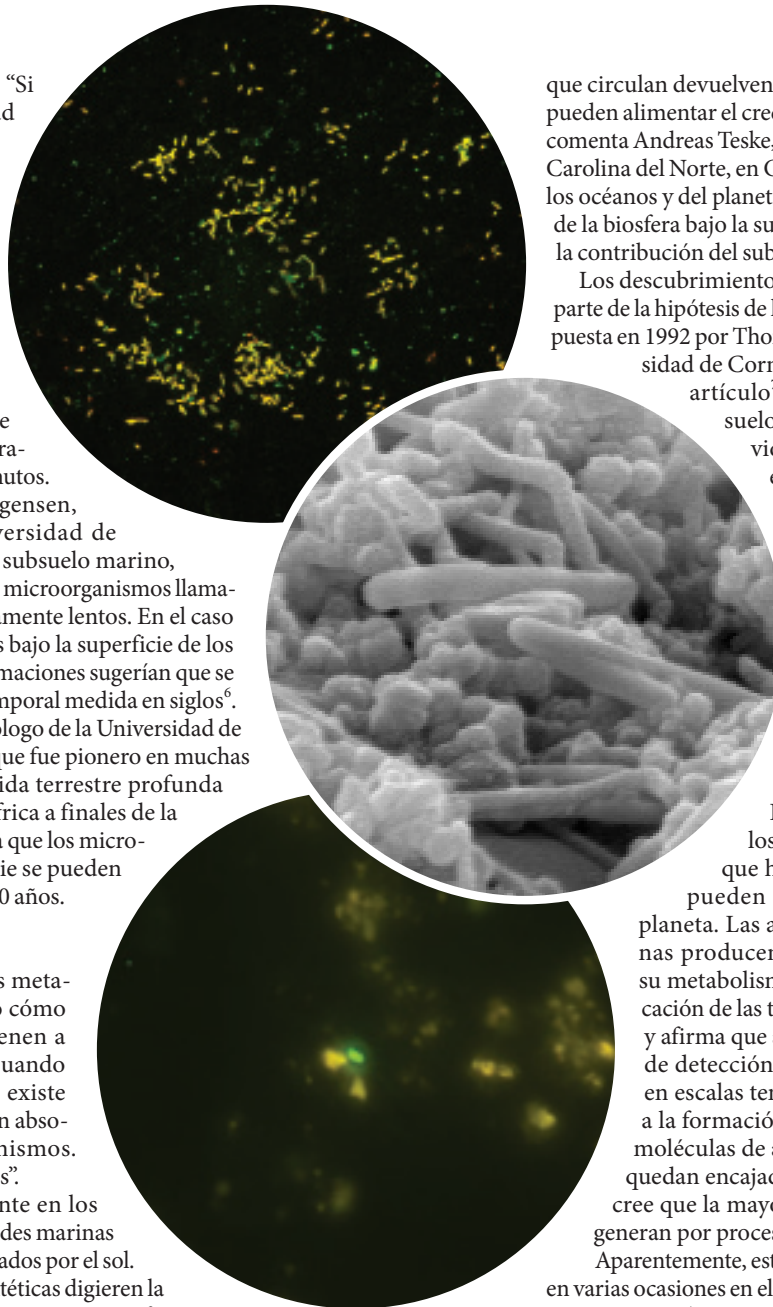 “Si
d
e
ra-
nutos.
gensen,
versidad de
subsuelo marino,
microorganismos llama-
amente lentos. En el caso
s bajo la superficie de los
maciones sugerían que se
mporal medida en siglos⁶.
ólogo de la Universidad de
que fue pionero en muchas
ida terrestre profunda
frica a finales de la
a que los micro-
ie se pueden
0 años.
s meta-
o cómo
enen a
uando
existe
n abso-
nismos.
s”.
nte en los
des marinas
ados por el sol.
téticas digieren la
que circulan devuelven
pueden alimentar el crec
comenta Andreas Teske,
Carolina del Norte, en C
los océanos y del planet
de la biosfera bajo la su
la contribución del sub
Los descubrimiento
parte de la hipótesis de l
puesta en 1992 por Tho
sidad de Corn
artículo
suelo
vi
e
los
que h
pueden
planeta. Las a
nas producen
su metabolism
cación de las t
y afirma que
de detección
en escalas ter
a la formació
moléculas de a
quedan encajad
cree que la mayo
generan por proces
Aparentemente, est
en varias ocasiones en el